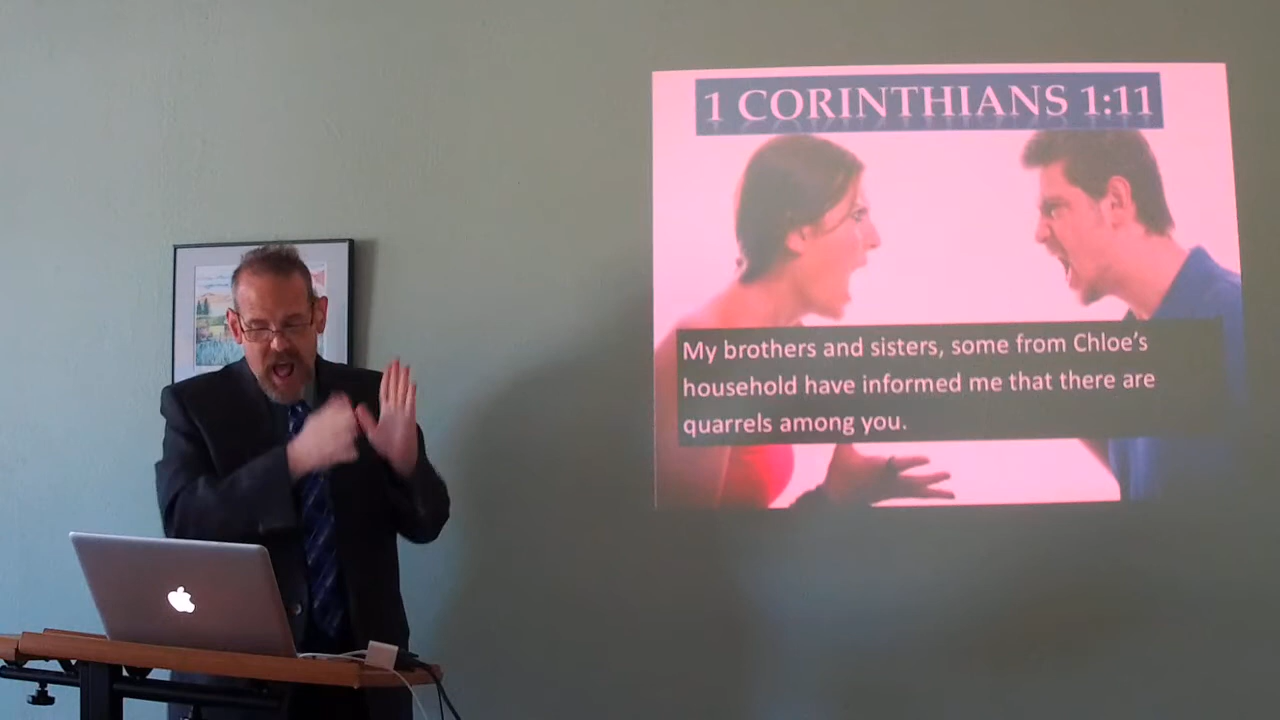 1 CORINTHIANS 1:11
My brothers and sisters, some from Chloe's
household have informed me that there are
quarrels among you.